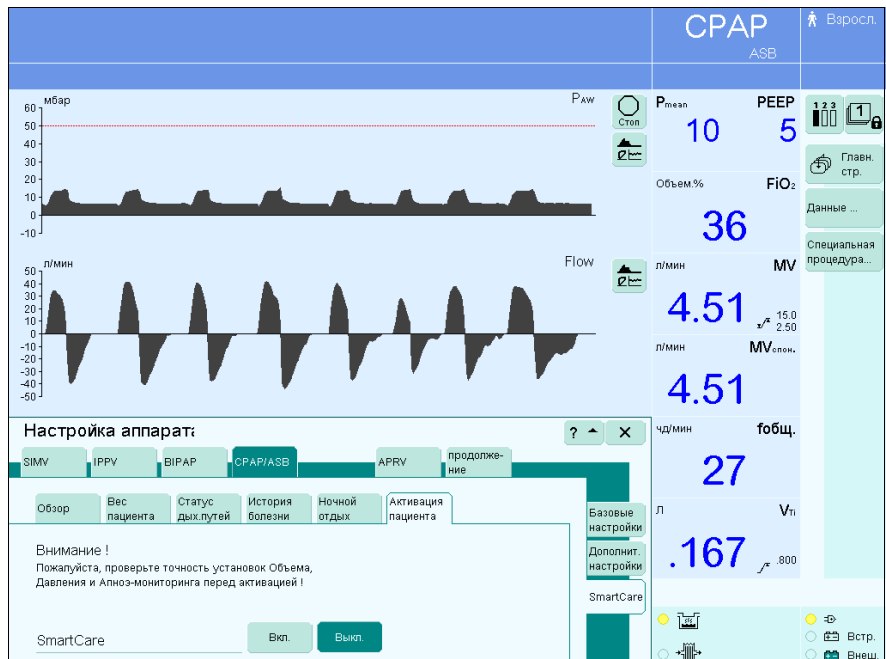 CPAP
ASB
Взросл.
мбар
PAW
60
50
40
30
20
10
0
-10
Стоп
Pmean
PEEP
10
5
1 2 3
1
Главн.
стр.
Объем.%
FiO2
36
Данные ...
Специальная
процедура...
л/мин
Flow
50
40
30
20
10
0
-10
-20
-30
-40
-50
л/мин
MV
4.51
15.0
2.50
л/мин
MVспон.
4.51
Настройка аппарат
?
SIMV
IPPV
BIPAP
CPAP/ASB
APRV
продолже-
ние
чд/мин
fобщ.
27
Обзор
Вес
пациента
Статус
дых.путей
История
болезни
Ночной
отдых
Активация
пациента
Базовые
настройки
Дополнит.
настройки
SmartCare
л
VTi
.167
.800
Внимание !
Пожалуйста, проверьте точность установок Объема,
Давления и Апноэ-мониторинга перед активацией !
SmartCare
Вкл.
Выкл.
Встр.
Внеш.